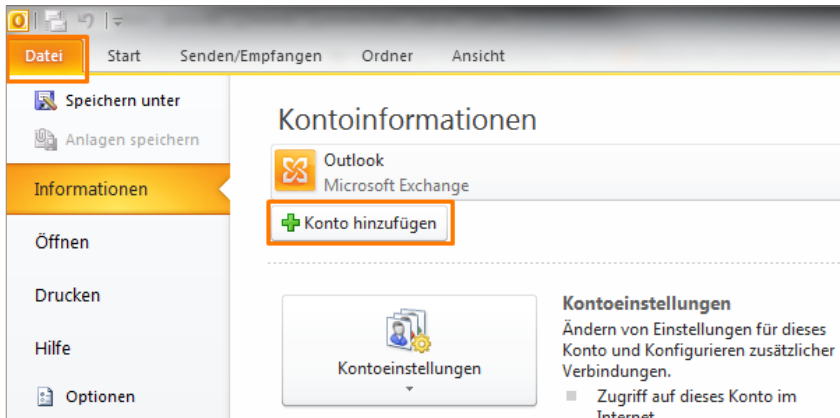 Datei Start Senden/Empfangen Ordner Ansicht
Speichern unter
Anlagen speichern
Informationen
Öffnen
Drucken
Hilfe
Optionen
Kontoinformationen
Outlook
Microsoft Exchange
Konto hinzufügen
Kontoeinstellungen
Kontoeinstellungen
Ändern von Einstellungen für dieses
Konto und Konfigurieren zusätzlicher
Verbindungen.
Zugriff auf dieses Konto im
Internet